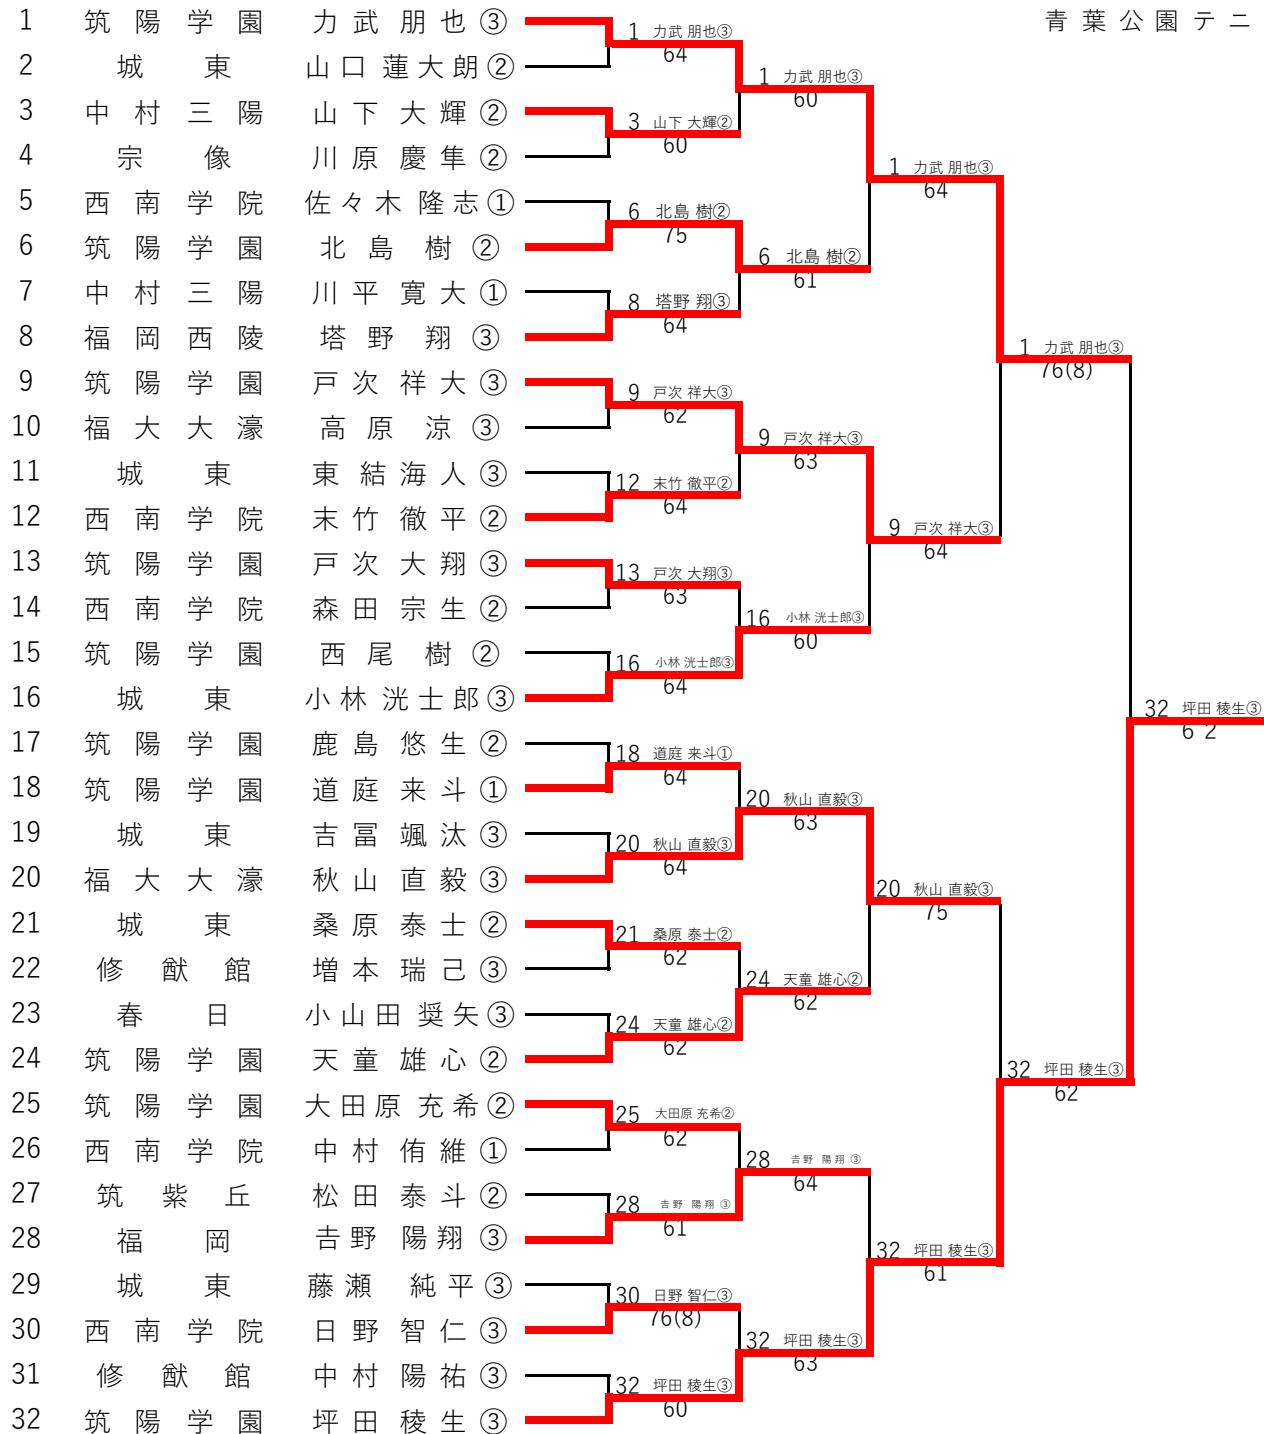 青葉公園テニ
1 筑陽学園 力武 朋也③
2 城東 山口 蓮大朗②
3 中村三陽 山下 大輝②
4 宗像 川原 慶隼②
5 西南学院 佐々木 隆志①
6 筑陽学園 北島 樹②
7 中村三陽 川平 寛大①
8 福岡西陵 塔野 翔③
9 筑陽学園 戸次 祥大③
10 福大大濠 高原 涼③
11 城東 東 結海人③
12 西南学院 末竹 徹平②
13 筑陽学園 戸次 大翔③
14 西南学院 森田 宗生②
15 筑陽学園 西尾 樹②
16 城東 小林 洸士郎③
17 筑陽学園 鹿島 悠生②
18 筑陽学園 道庭 来斗①
19 城東 吉冨 颯汰③
20 福大大濠 秋山 直毅③
21 城東 桑原 泰士②
22 修猷館 増本 瑞己③
23 春日 小山田 奨矢③
24 筑陽学園 天童 雄心②
25 筑陽学園 大田原 充希②
26 西南学院 中村 侑維①
27 筑紫丘 松田 泰斗②
28 福岡 𠮷野 陽翔③
29 城東 藤瀬 純平③
30 西南学院 日野 智仁③
31 修猷館 中村 陽祐③
32 筑陽学園 坪田 稜生③
1 力武 朋也③
64
3 山下 大輝②
60
6 北島 樹②
75
8 塔野 翔③
64
9 戸次 祥大③
62
12 末竹 徹平②
64
13 戸次 大翔③
63
16 小林 洸士郎③
64
18 道庭 来斗①
64
20 秋山 直毅③
64
21 桑原 泰士②
62
24 天童 雄心②
62
25 大田原 充希②
62
28 𠮷野 陽翔③
61
30 日野 智仁③
76(8)
32 坪田 稜生③
60
1 力武 朋也③
60
6 北島 樹②
61
9 戸次 祥大③
63
16 小林 洸士郎③
60
20 秋山 直毅③
63
24 天童 雄心②
62
28 𠮷野 陽翔③
64
32 坪田 稜生③
63
1 力武 朋也③
64
9 戸次 祥大③
64
20 秋山 直毅③
75
32 坪田 稜生③
61
1 力武 朋也③
76(8)
32 坪田 稜生③
62
32 坪田 稜生③
6 2